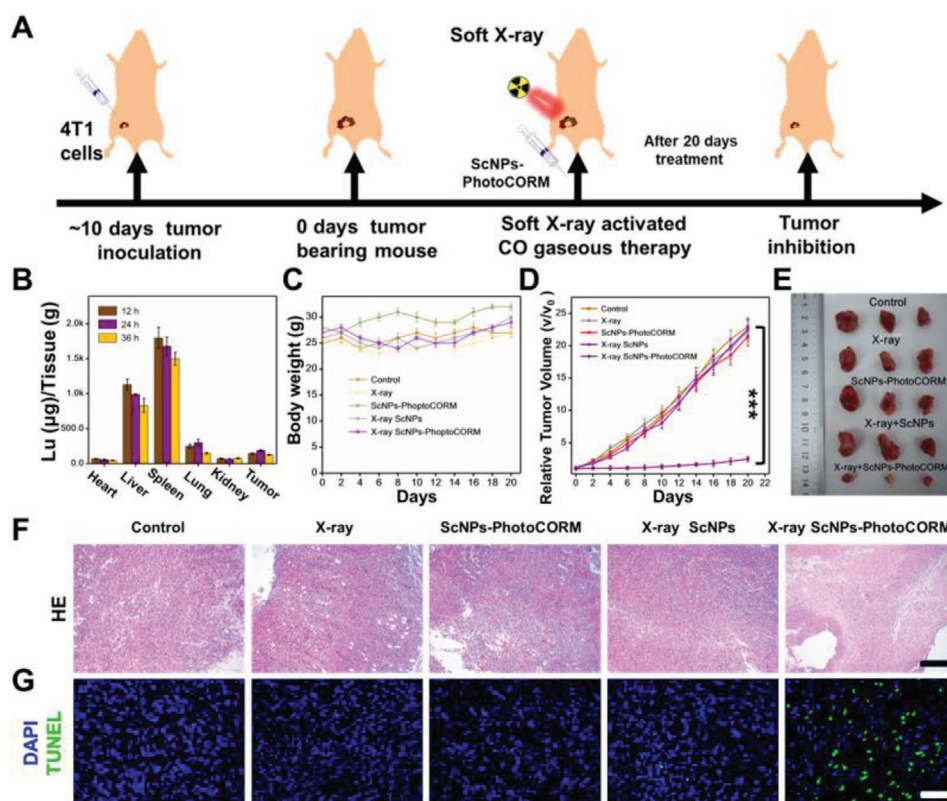 A
Soft X-ray
4T1
cells
ScNPs-
PhotoCORM
After 20 days
treatment
~10 days tumor
inoculation
0 days tumor
bearing mouse
Soft X-ray activated
CO gaseous therapy
Tumor
inhibition
B
Lu (μg)/Tissue (g)
2.0k
1.5k
1.0k
500.0
12 h
24 h
36 h
Heart
Liver
Spleen
Lung
Kidney
Tumor
C
Body weight (g)
35
30
25
20
15
10
5
0
Control
X-ray
ScNPs-PhoptoCORM
X-ray ScNPs
X-ray ScNPs-PhoptoCORM
0 2 4 6 8 10 12 14 16 18 20
Days
D
Relative Tumor Volume (v/v0)
25
20
15
10
5
Control
X-ray
ScNPs-PhotoCORM
X-ray ScNPs
X-ray ScNPs-PhotoCORM
***
0 2 4 6 8 10 12 14 16 18 20 22
Days
E
Control
X-ray
ScNPs-PhotoCORM
X-ray+ScNPs
X-ray+ScNPs-PhotoCORM
F
Control
X-ray
ScNPs-PhotoCORM
X-ray ScNPs
X-ray ScNPs-PhotoCORM
HE
G
DAPI
TUNEL